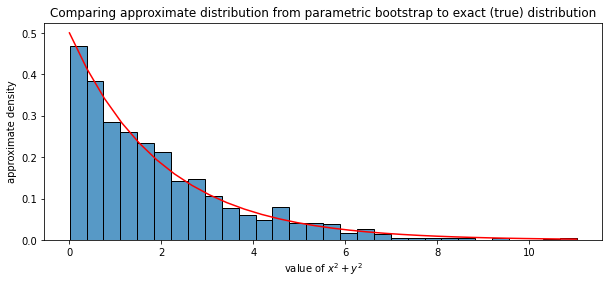 Comparing approximate distribution from parametric bootstrap to exact (true) distribution
0.5
0.4
0.3
0.2
0.1
0.0
approximate density
0 2 4 6 8 10
value of x² + y²